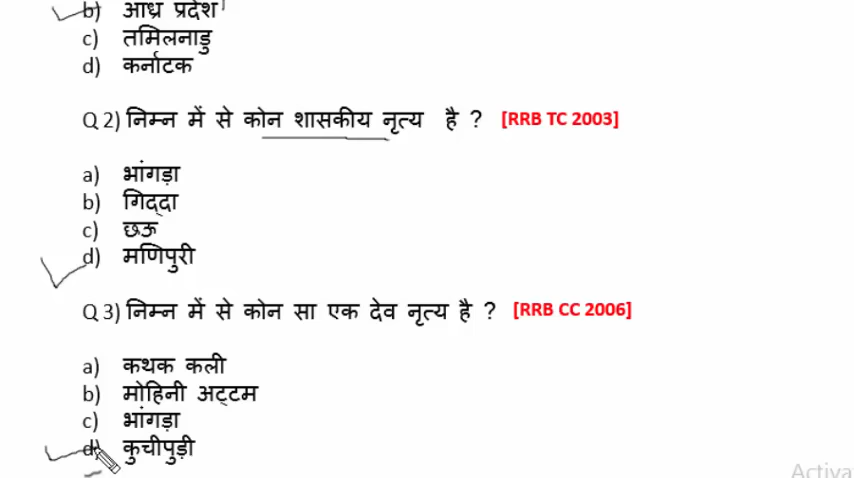 b) आंध्र प्रदेश
c) तमिलनाडु
d) कर्नाटक
Q 2) निम्न में से कोन शासकीय नृत्य है ? [RRB TC 2003]
a) भांगड़ा
b) गिद्दा
c) छऊ
d) मणिपुरी
Q 3) निम्न में से कोन सा एक देव नृत्य है ? [RRB CC 2006]
a) कथक कली
b) मोहिनी अट्टम
c) भांगड़ा
d) कुचीपुड़ी
Activa